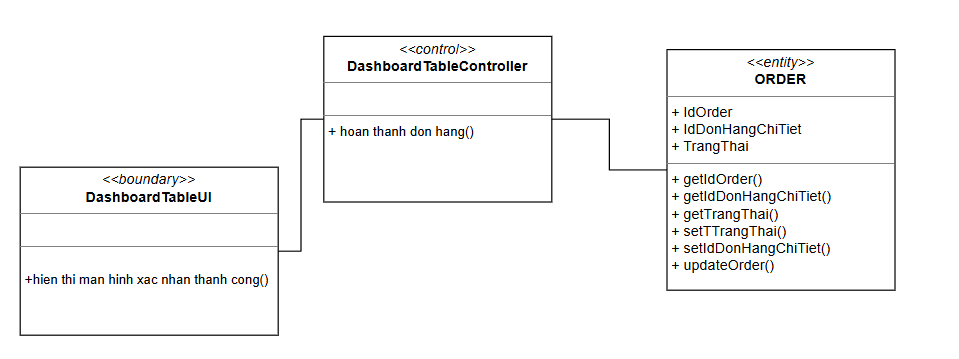 <<control>>
DashboardTableController
+ hoan thanh don hang()
<<entity>>
ORDER
+ IdOrder
+ IdDonHangChiTiet
+ TrangThai
+ getIdOrder()
+ getIdDonHangChiTiet()
+ getTrangThai()
+ setTTrangThai()
+ setIdDonHangChiTiet()
+ updateOrder()
<<boundary>>
DashboardTableUI
+hien thi man hinh xac nhan thanh cong()